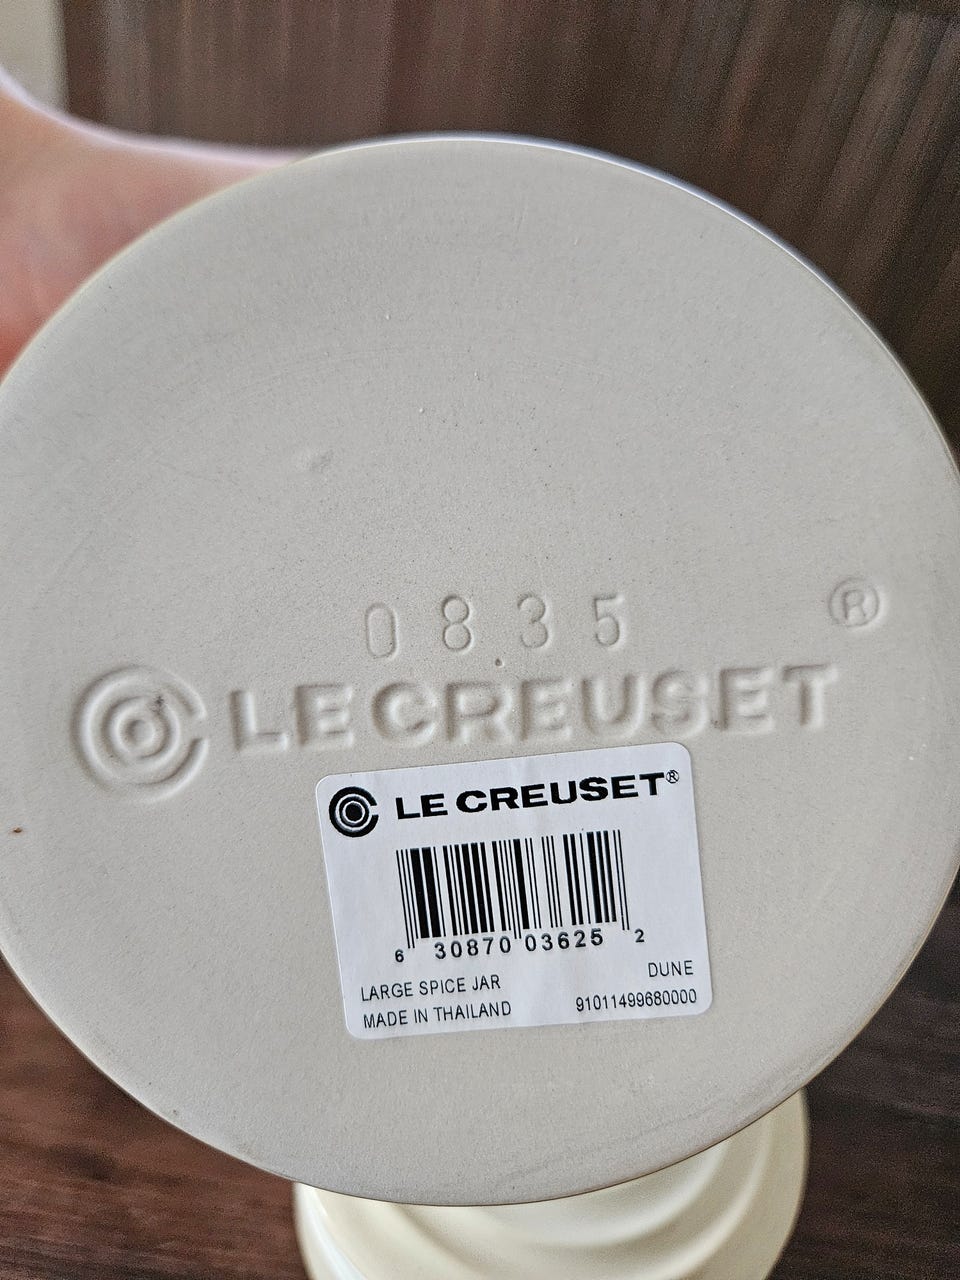 0835
®
LE CREUSET
LE CREUSET®
6 30870 03625 2
LARGE SPICE JAR DUNE
MADE IN THAILAND 91011499680000